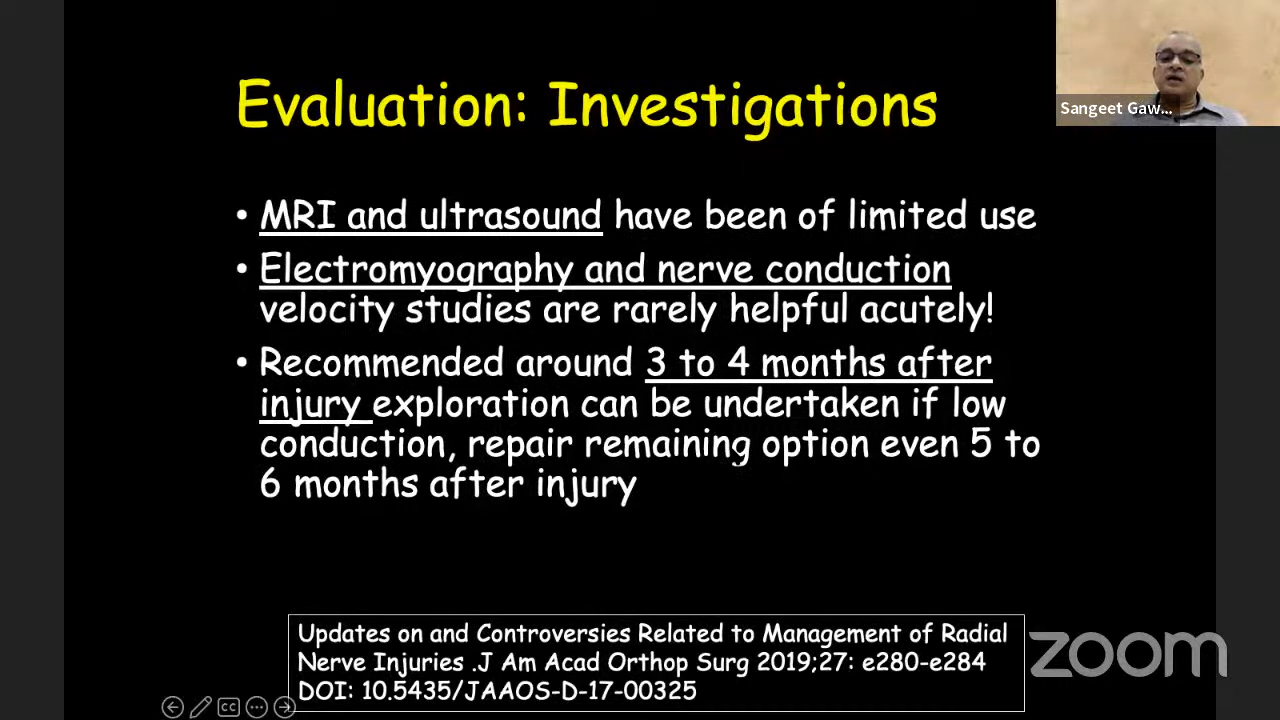 Evaluation: Investigations
Sangeet Gaw...
• MRI and ultrasound have been of limited use
• Electromyography and nerve conduction
velocity studies are rarely helpful acutely!
• Recommended around 3 to 4 months after
injury exploration can be undertaken if low
conduction, repair remaining option even 5 to
6 months after injury
Updates on and Controversies Related to Management of Radial
Nerve Injuries .J Am Acad Orthop Surg 2019;27: e280-e284
DOI: 10.5435/JAAOS-D-17-00325
zoom
CC